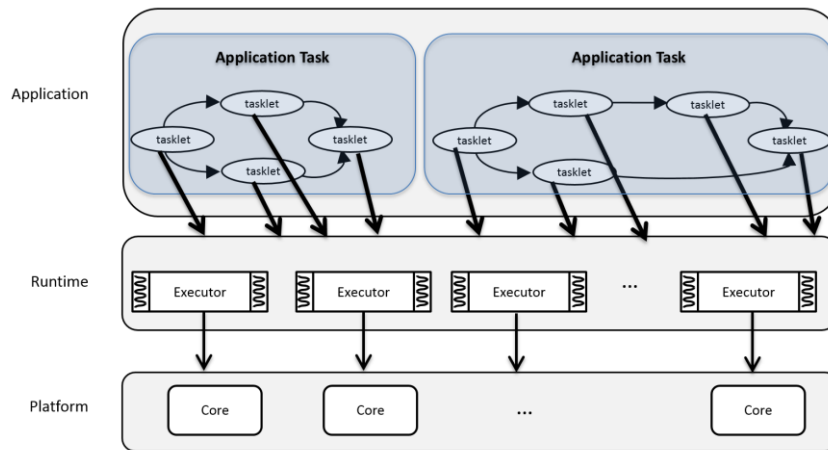 Application
Application Task
Application Task
tasklet
tasklet
tasklet
tasklet
tasklet
tasklet
tasklet
tasklet
tasklet
Runtime
Executor
Executor
Executor
...
Executor
Platform
Core
Core
...
Core